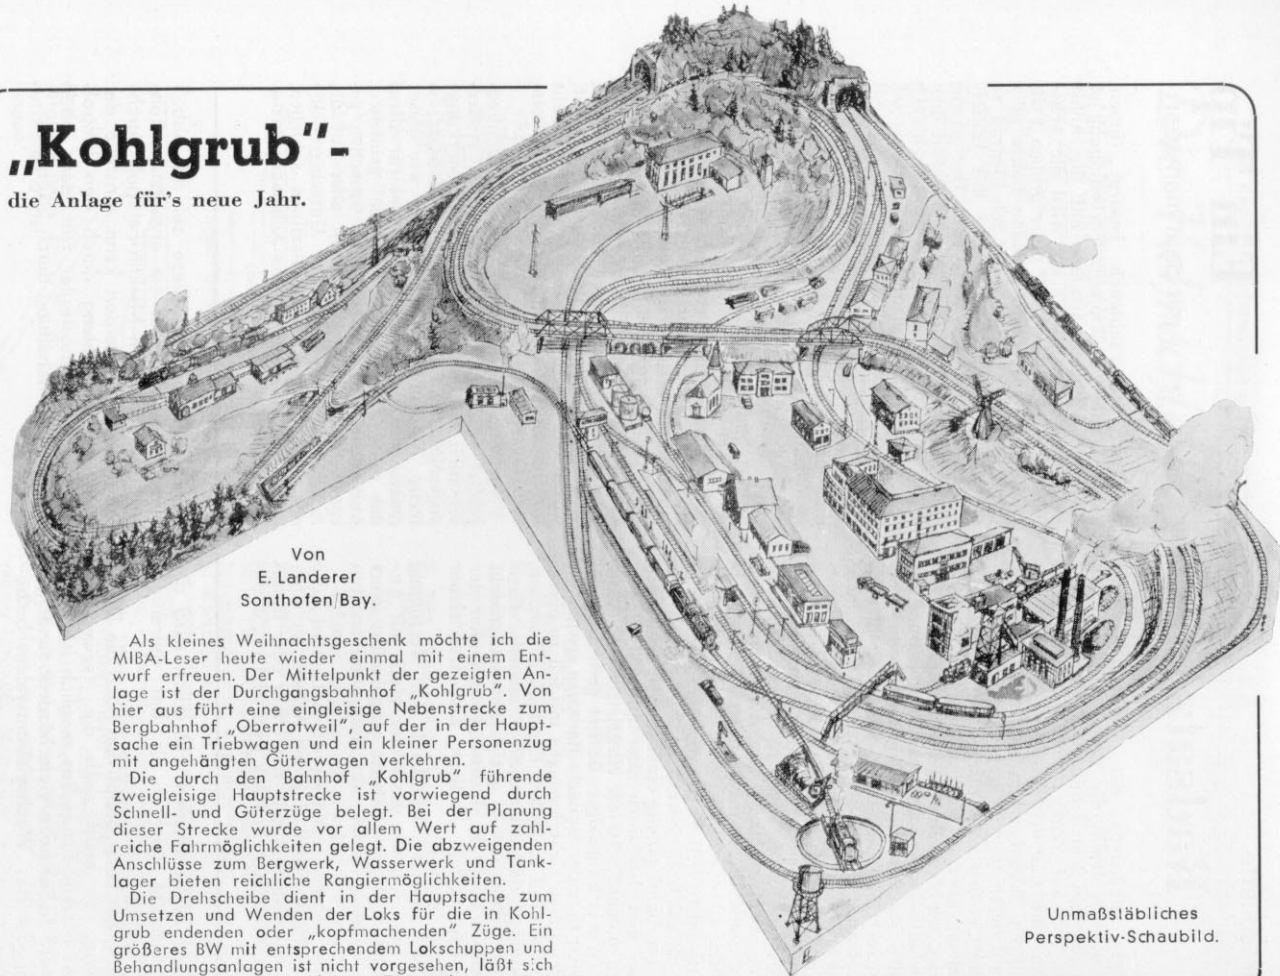 „Kohlgrub"-
die Anlage für's neue Jahr.
Von
E. Landerer
Sonthofen/Bay.
Als kleines Weihnachtsgeschenk möchte ich die
MIBA-Leser heute wieder einmal mit einem Ent-
wurf erfreuen. Der Mittelpunkt der gezeigten An-
lage ist der Durchgangsbahnhof „Kohlgrub". Von
hier aus führt eine eingleisige Nebenstrecke zum
Bergbahnhof „Oberrotweil", auf der in der Haupt-
sache ein Triebwagen und ein kleiner Personenzug
mit angehängten Güterwagen verkehren.
Die durch den Bahnhof „Kohlgrub" führende
zweigleisige Hauptstrecke ist vorwiegend durch
Schnell- und Güterzüge belegt. Bei der Planung
dieser Strecke wurde vor allem Wert auf zahl-
reiche Fahrmöglichkeiten gelegt. Die abzweigenden
Anschlüsse zum Bergwerk, Wasserwerk und Tank-
lager bieten reichliche Rangiermöglichkeiten.
Die Drehscheibe dient in der Hauptsache zum
Umsetzen und Wenden der Loks für die in Kohl-
grub endenden oder „kopfmachenden" Züge. Ein
größeres BW mit entsprechendem Lokschuppen und
Behandlungsanlagen ist nicht vorgesehen, läßt sich
Unmaßstäbliches
Perspektiv-Schaubild.